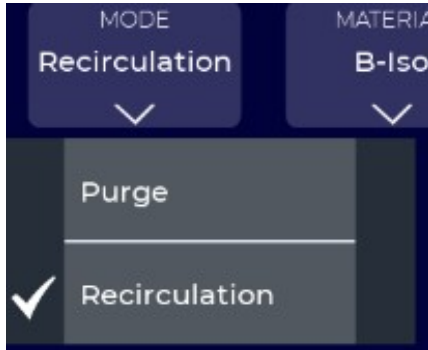 MODE
Recirculation
MATERIA
B-Iso
Purge
Recirculation